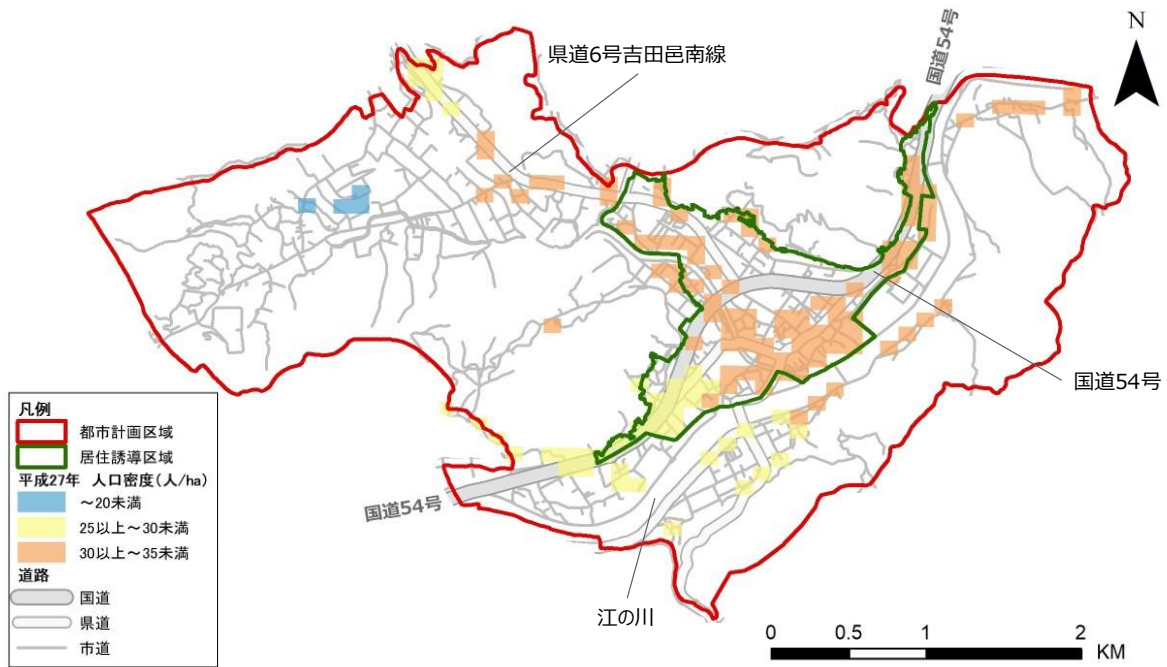 国道54号
N
県道6号吉田邑南線
国道54号
国道54号
江の川
凡例
都市計画区域
居住誘導区域
平成27年 人口密度(人/ha)
～20未満
25以上～30未満
30以上～35未満
道路
国道
県道
市道
0 0.5 1 2
KM